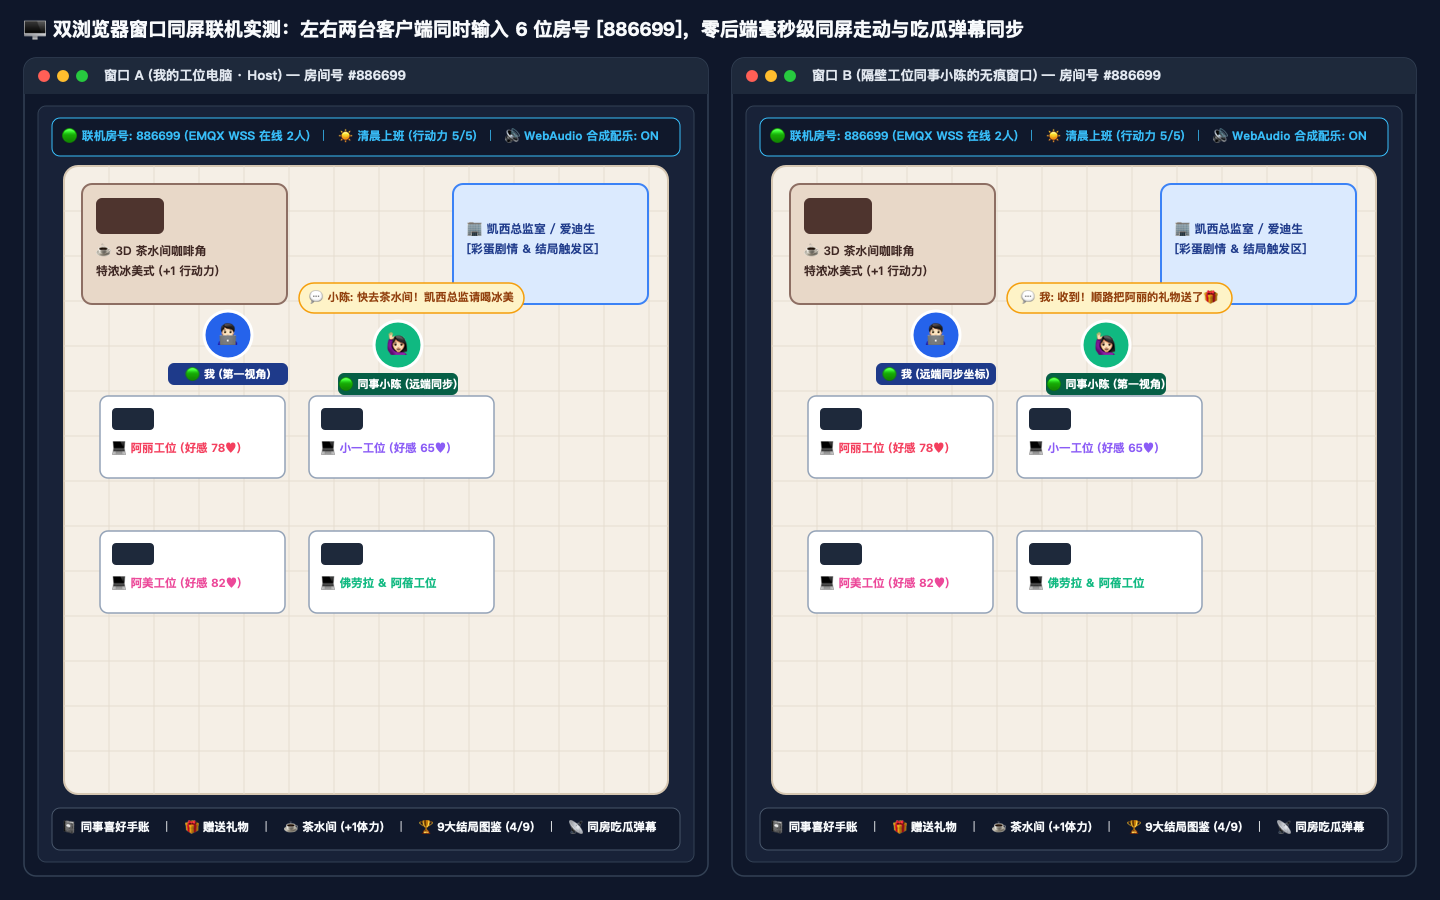 双浏览器窗口同屏联机实测：左右两台客户端同时输入 6 位房号 [886699]，零后端毫秒级同屏走动与吃瓜弹幕同步
窗口 A (我的工位电脑 · Host) — 房间号 #886699
联机房号: 886699 (EMQX WSS 在线 2人) | 清晨上班 (行动力 5/5) | WebAudio 合成配乐: ON
3D 茶水间咖啡角
特浓冰美式 (+1 行动力)
凯西总监室 / 爱迪生
[彩蛋剧情 & 结局触发区]
小陈: 快去茶水间！凯西总监请喝冰美
我 (第一视角)
同事小陈 (远端同步)
阿丽工位 (好感 78♥)
小一工位 (好感 65♥)
阿美工位 (好感 82♥)
佛劳拉 & 阿蓓工位
同事喜好手账 | 赠送礼物 | 茶水间 (+1体力) | 9大结局图鉴 (4/9) | 同房吃瓜弹幕
窗口 B (隔壁工位同事小陈的无痕窗口) — 房间号 #886699
联机房号: 886699 (EMQX WSS 在线 2人) | 清晨上班 (行动力 5/5) | WebAudio 合成配乐: ON
3D 茶水间咖啡角
特浓冰美式 (+1 行动力)
凯西总监室 / 爱迪生
[彩蛋剧情 & 结局触发区]
我: 收到！顺路把阿丽的礼物送了🎁
我 (远端同步坐标)
同事小陈 (第一视角)
阿丽工位 (好感 78♥)
小一工位 (好感 65♥)
阿美工位 (好感 82♥)
佛劳拉 & 阿蓓工位
同事喜好手账 | 赠送礼物 | 茶水间 (+1体力) | 9大结局图鉴 (4/9) | 同房吃瓜弹幕